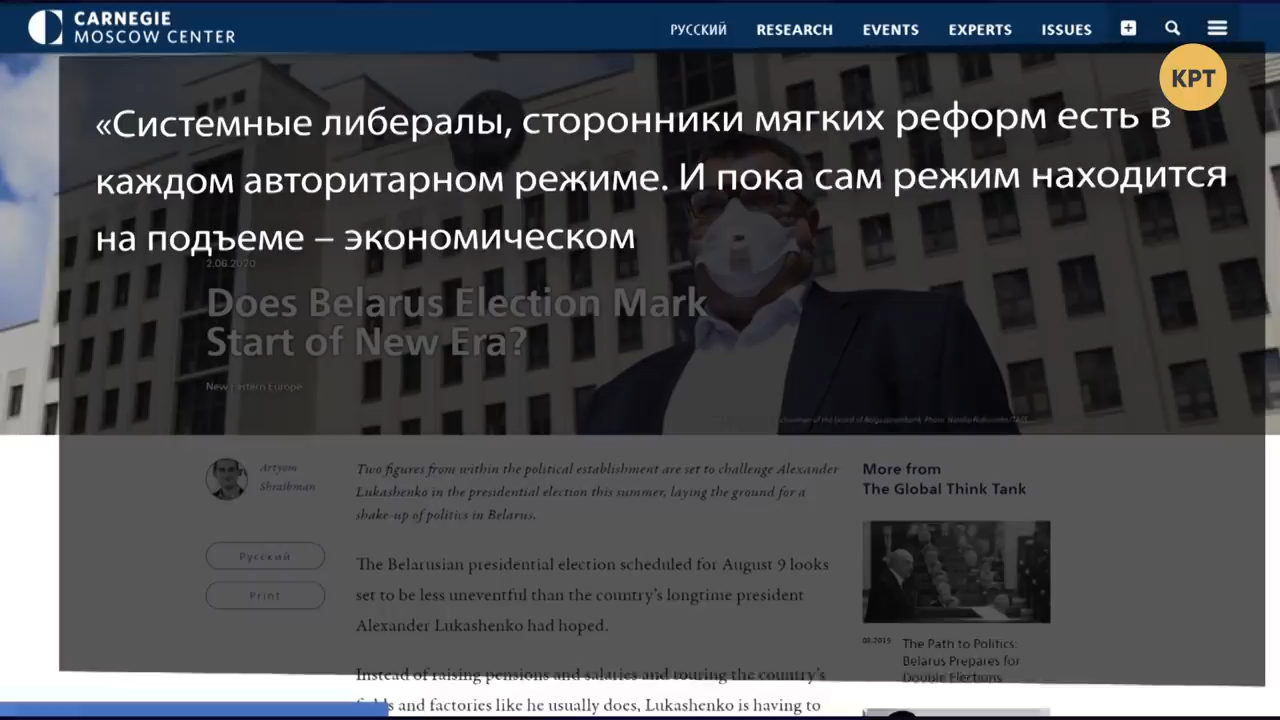 CARNEGIE
MOSCOW CENTER
РУССКИЙ RESEARCH EVENTS EXPERTS ISSUES
КРТ
«Системные либералы, сторонники мягких реформ есть в
каждом авторитарном режиме. И пока сам режим находится
на подъеме – экономическом
2.06.2020
Does Belarus Election Mark
Start of New Era?
New Eastern Europe
Artyom
Shraibman
Русский
Print
Two figures from within the political establishment are set to challenge Alexander
Lukashenko in the presidential election this summer, laying the ground for a
shake-up of politics in Belarus.
The Belarusian presidential election scheduled for August 9 looks
set to be less uneventful than the country's longtime president
Alexander Lukashenko had hoped.
Instead of raising pensions and salaries and touring the country's
and factories like he usually does, Lukashenko is having to
More from
The Global Think Tank
The Path to Politics:
Belarus Prepares for
Double Elections